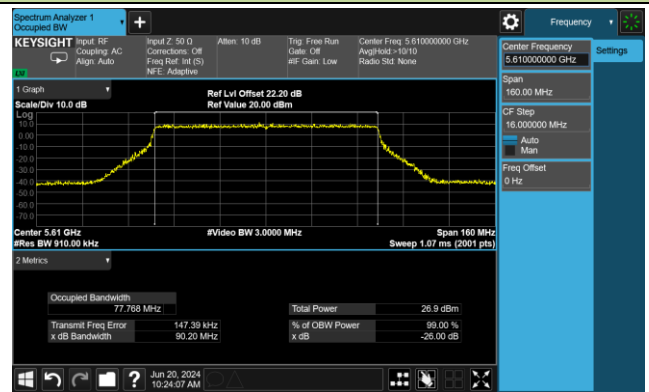 Spectrum Analyzer 1
Occupied BW
Frequency
KEYSIGHT
Input: RF
Coupling: AC
Align: Auto
Input Z: 50 Ω
Corrections: Off
Freq Ref: Int (S)
NFE: Adaptive
Atten: 10 dB
Trig: Free Run
Gate: Off
#IF Gain: Low
Center Freq: 5.610000000 GHz
Avg|Hold:>10/10
Radio Std: None
Center Frequency
5.610000000 GHz
Settings
Span
160.00 MHz
CF Step
16.000000 MHz
Auto
Man
Freq Offset
0 Hz
1 Graph
Scale/Div 10.0 dB
Ref Lvl Offset 22.20 dB
Ref Value 20.00 dBm
Log
10.0
0.00
-10.0
-20.0
-30.0
-40.0
-50.0
-60.0
-70.0
Center 5.61 GHz
#Video BW 3.0000 MHz
Span 160 MHz
#Res BW 910.00 kHz
Sweep 1.07 ms (2001 pts)
2 Metrics
Occupied Bandwidth
77.768 MHz
Total Power
26.9 dBm
Transmit Freq Error
147.39 kHz
% of OBW Power
99.00 %
x dB Bandwidth
90.20 MHz
x dB
-26.00 dB
?
Jun 20, 2024
10:24:07 AM